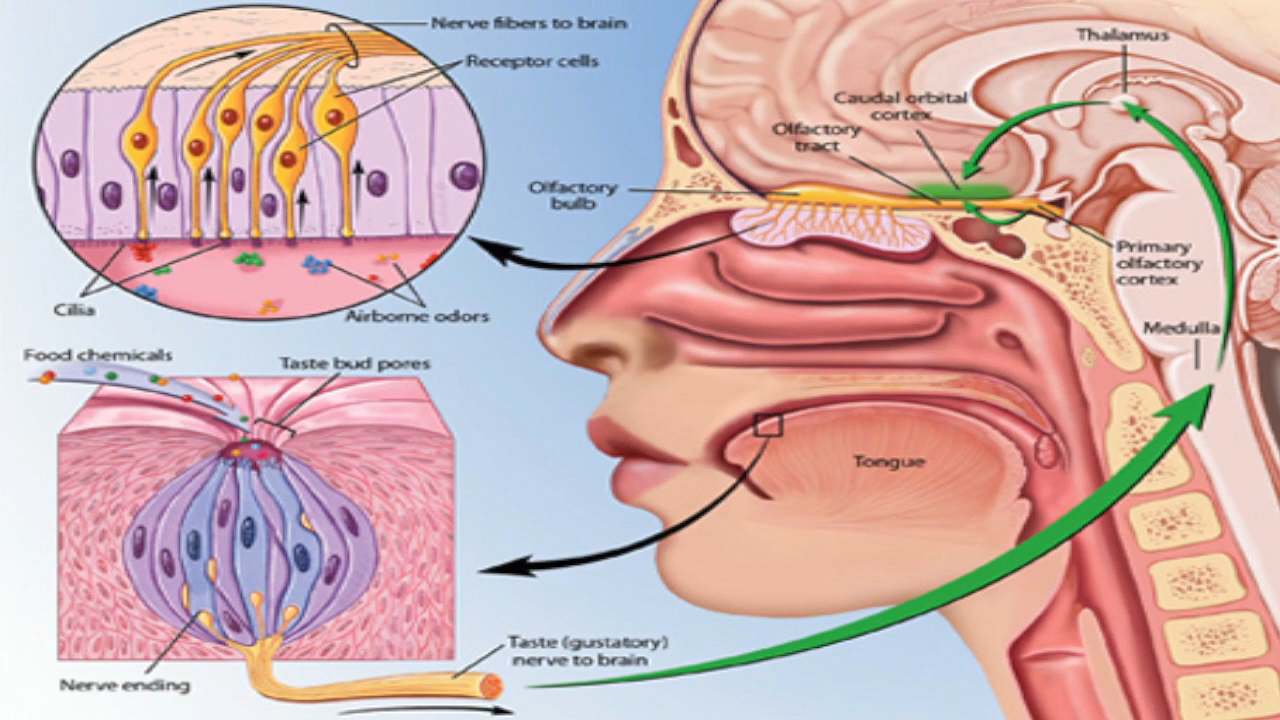 Nerve fibers to brain
Receptor cells
Thalamus
Caudal orbital
cortex
Olfactory
tract
Olfactory
bulb
Primary
olfactory
cortex
Cilia
Airborne odors
Medulla
Food chemicals
Taste bud pores
Tongue
Taste (gustatory)
nerve to brain
Nerve ending